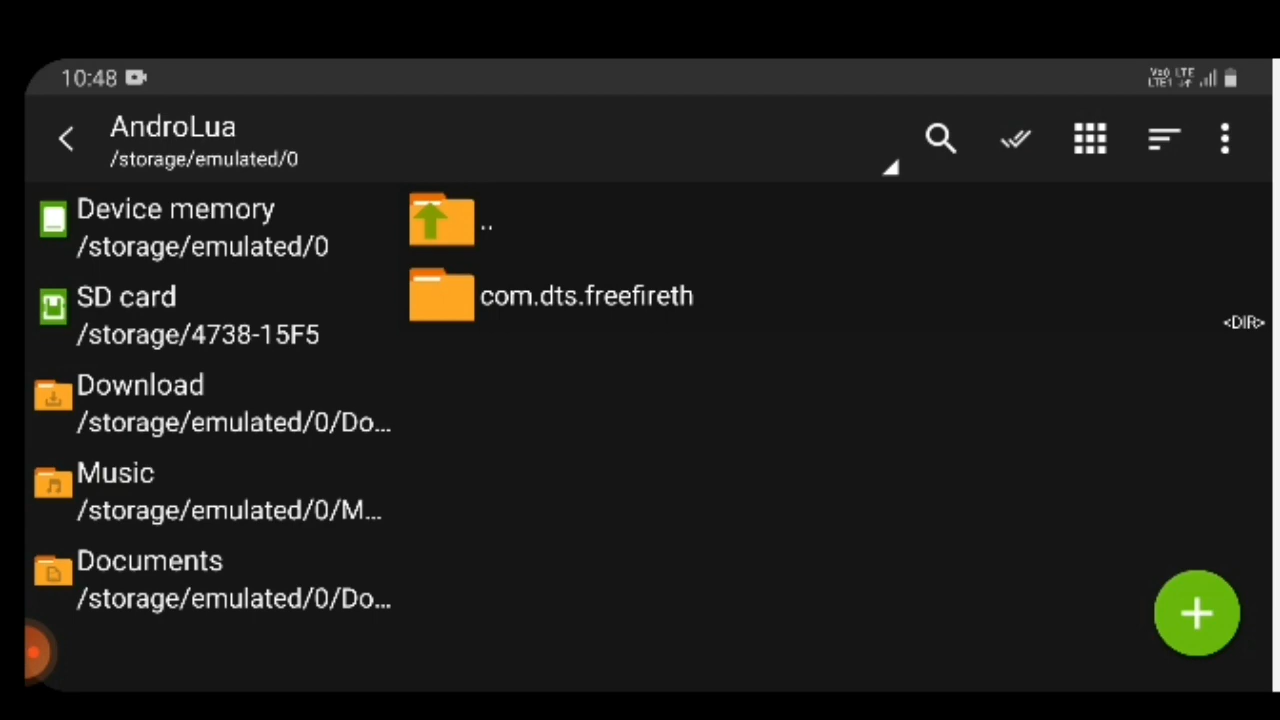 10:48
AndroLua
/storage/emulated/0
Device memory
/storage/emulated/0
SD card
/storage/4738-15F5
Download
/storage/emulated/0/Do...
Music
/storage/emulated/0/M...
Documents
/storage/emulated/0/Do...
..
com.dts.freefireth
<DIR>